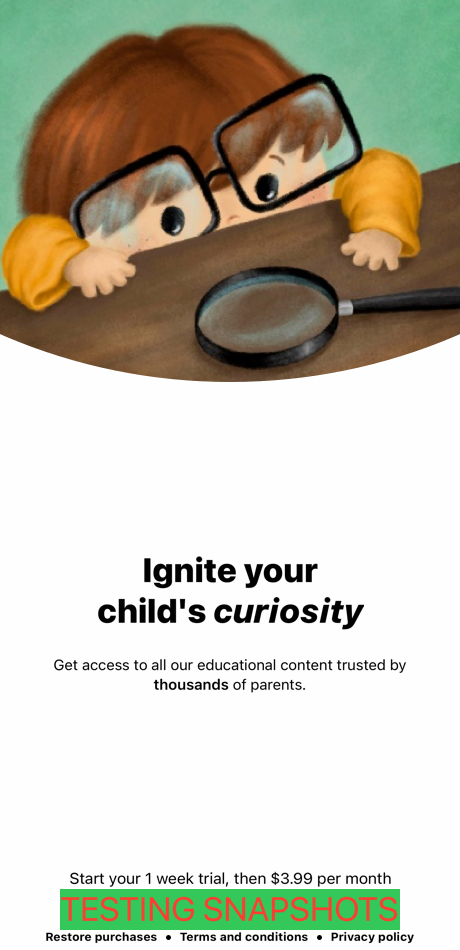 Ignite your
child's curiosity
Get access to all our educational content trusted by
thousands of parents.
Start your 1 week trial, then $3.99 per month
TESTING SNAPSHOTS
Restore purchases • Terms and conditions • Privacy policy